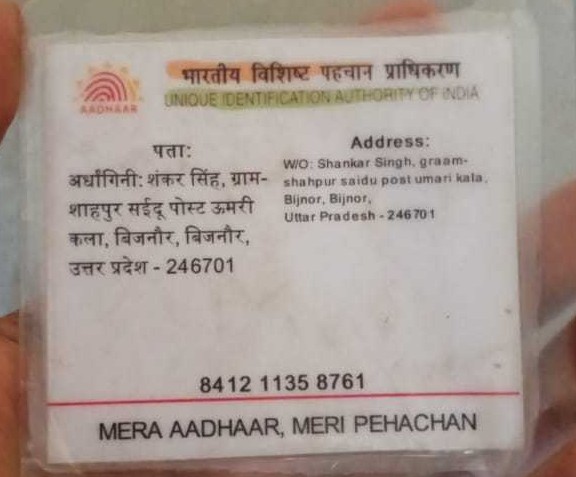 भारतीय विशिष्ट पहचान प्राधिकरण
UNIQUE IDENTIFICATION AUTHORITY OF INDIA
AADHAAR
पता:
अर्धांगिनी: शंकर सिंह, ग्राम-
शाहपुर सईदू पोस्ट ऊमरी
कला, बिजनौर, बिजनौर,
उत्तर प्रदेश - 246701
Address:
W/O: Shankar Singh, graam-
shahpur saidu post umari kala,
Bijnor, Bijnor,
Uttar Pradesh - 246701
8412 1135 8761
MERA AADHAAR, MERI PEHACHAN